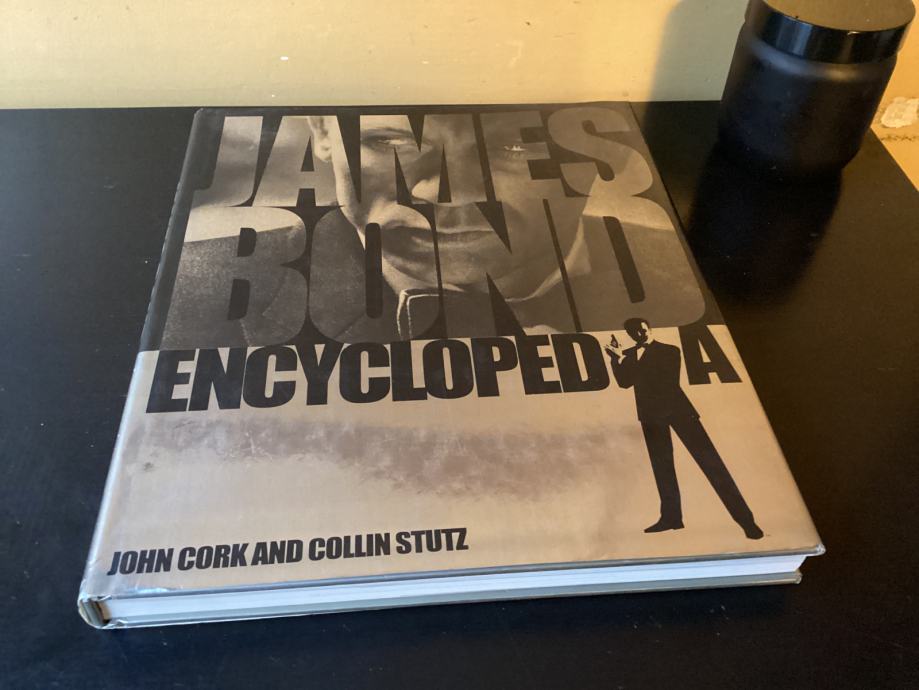 JAMES
BOND
ENCYCLOPEDIA
JOHN CORK AND COLLIN STUTZ